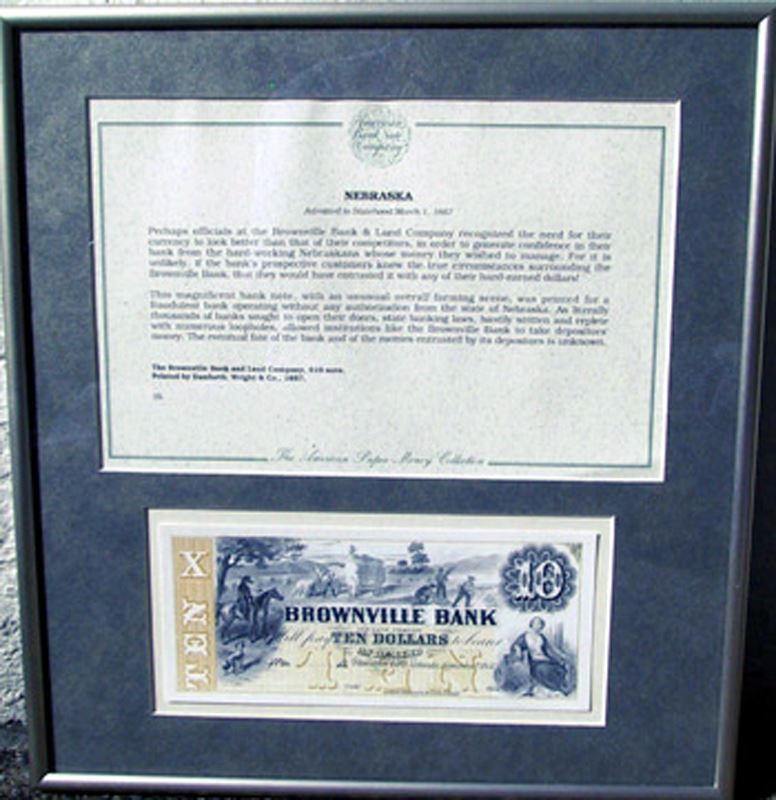 American
Bank Note
Company
NEBRASKA
Admitted to Statehood March 1, 1867
Perhaps officials at the Brownville Bank & Land Company recognized the need for their
currency to look better than that of their competitors, in order to generate confidence in their
bank from the hard-working Nebraskans whose money they wished to manage. For it is
unlikely, if the bank's prospective customers knew the true circumstances surrounding the
Brownville Bank, that they would have entrusted it with any of their hard-earned dollars!
This magnificent bank note, with an unusual overall farming scene, was printed for a
fraudulent bank operating without any authorization from the state of Nebraska. As literally
thousands of banks sought to open their doors, state banking laws, hastily written and replete
with numerous loopholes, allowed institutions like the Brownville Bank to take depositors'
money. The eventual fate of the bank and of the monies entrusted by its depositors is unknown.
The Brownville Bank and Land Company, $10 note.
Printed by Danforth, Wright & Co., 1857.
The American Paper Money Collection
TEN X
10
BROWNVILLE BANK
Will pay TEN DOLLARS to bearer